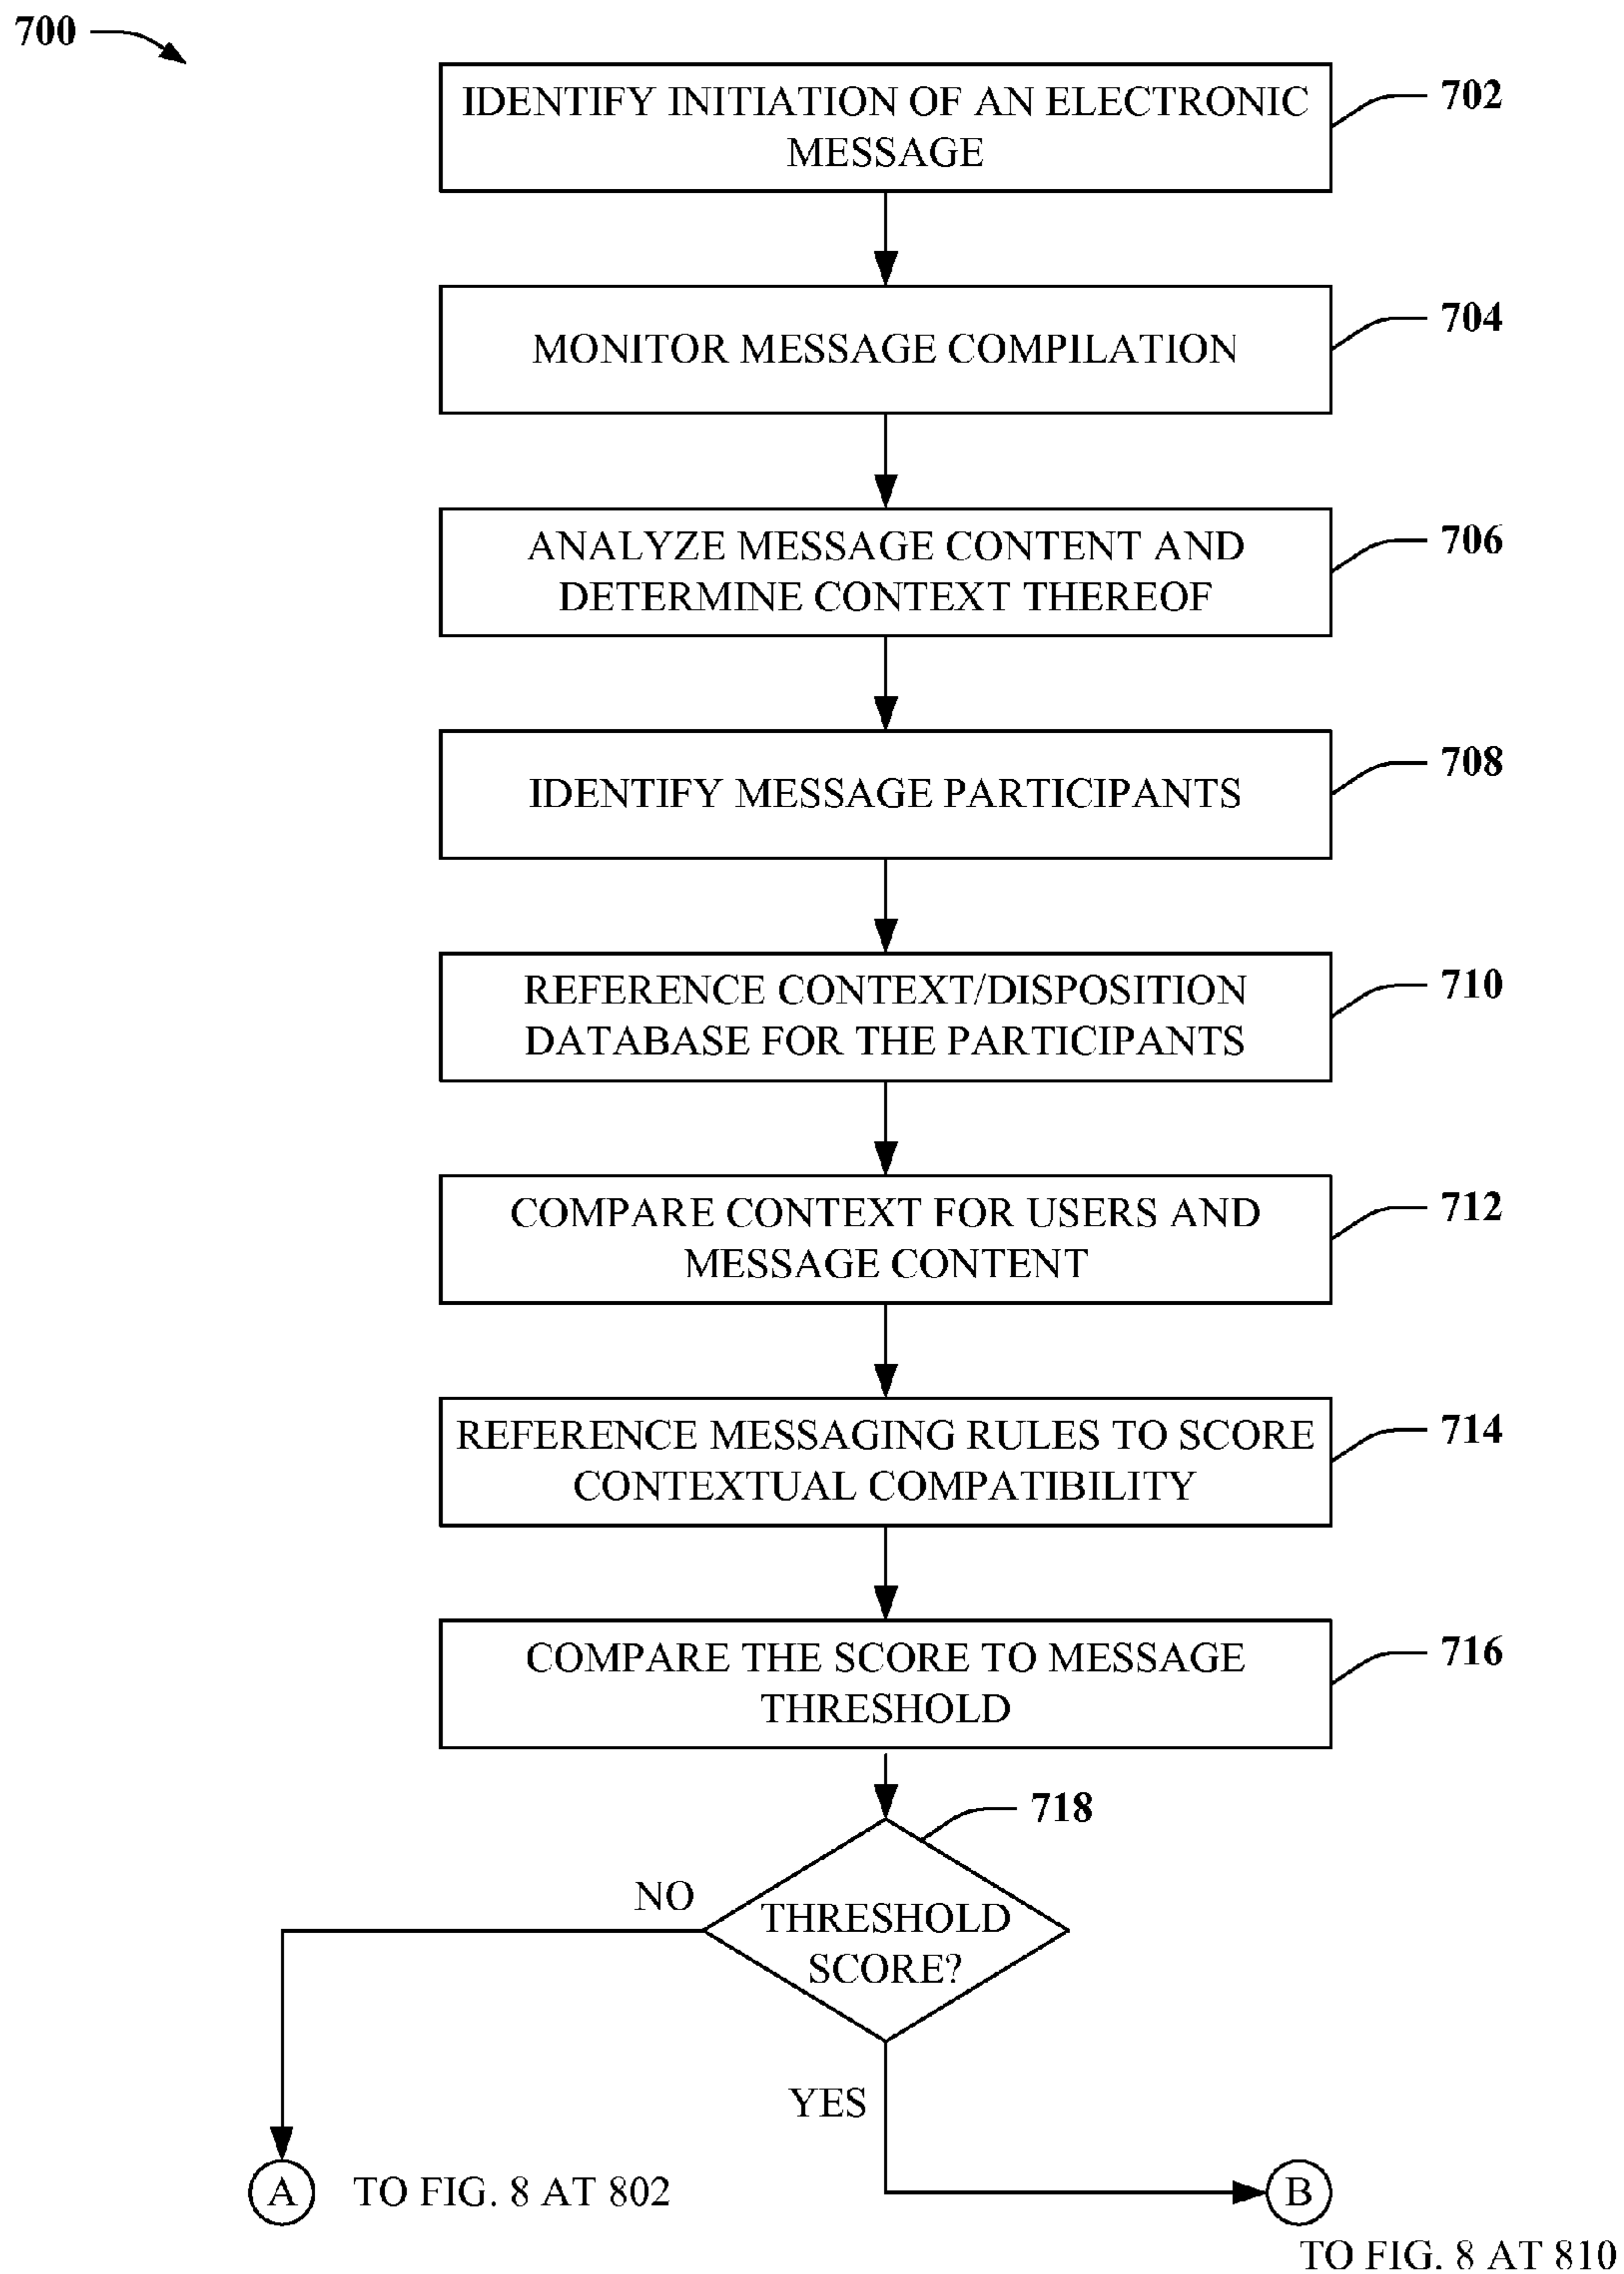 700
IDENTIFY INITIATION OF AN ELECTRONIC
MESSAGE
702
MONITOR MESSAGE COMPILATION
704
ANALYZE MESSAGE CONTENT AND
DETERMINE CONTEXT THEREOF
706
IDENTIFY MESSAGE PARTICIPANTS
708
REFERENCE CONTEXT/DISPOSITION
DATABASE FOR THE PARTICIPANTS
710
COMPARE CONTEXT FOR USERS AND
MESSAGE CONTENT
712
REFERENCE MESSAGING RULES TO SCORE
CONTEXTUAL COMPATIBILITY
714
COMPARE THE SCORE TO MESSAGE
THRESHOLD
716
718
NO
THRESHOLD
SCORE?
YES
A
TO FIG. 8 AT 802
B
TO FIG. 8 AT 810